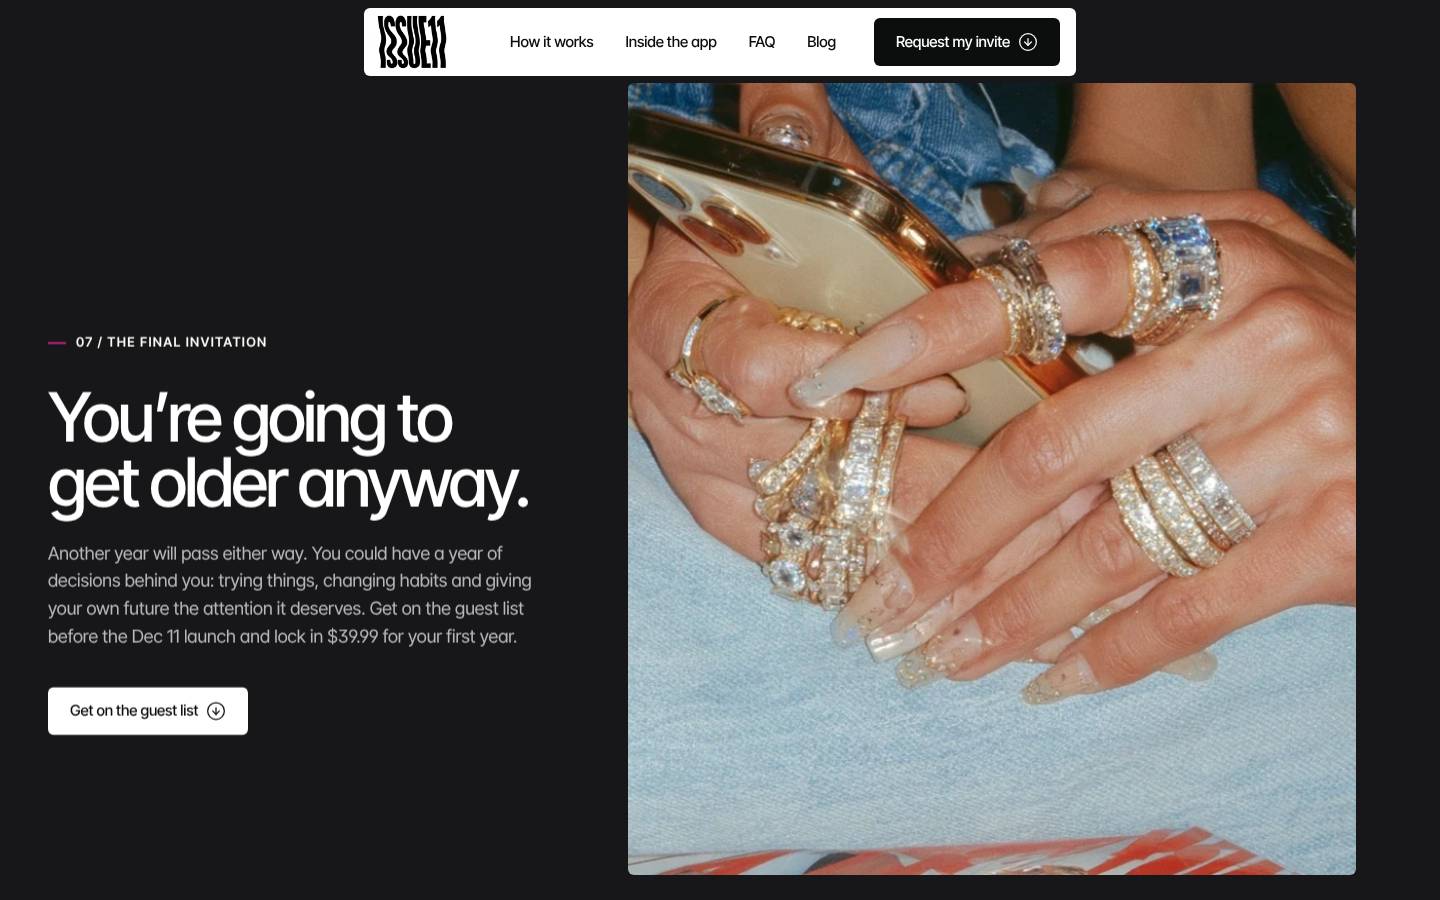 ISSUE11
How it works
Inside the app
FAQ
Blog
Request my invite
07 / THE FINAL INVITATION
You’re going to
get older anyway.
Another year will pass either way. You could have a year of
decisions behind you: trying things, changing habits and giving
your own future the attention it deserves. Get on the guest list
before the Dec 11 launch and lock in $39.99 for your first year.
Get on the guest list